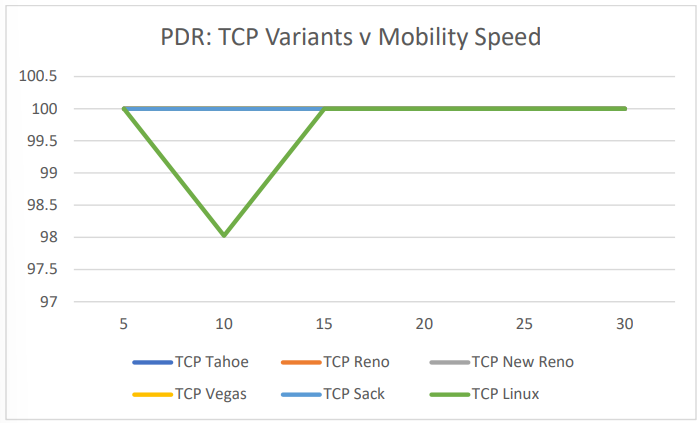 PDR: TCP Variants v Mobility Speed
100.5
100
99.5
99
98.5
98
97.5
97
5 10 15 20 25 30
TCP Tahoe TCP Reno TCP New Reno
TCP Vegas TCP Sack TCP Linux